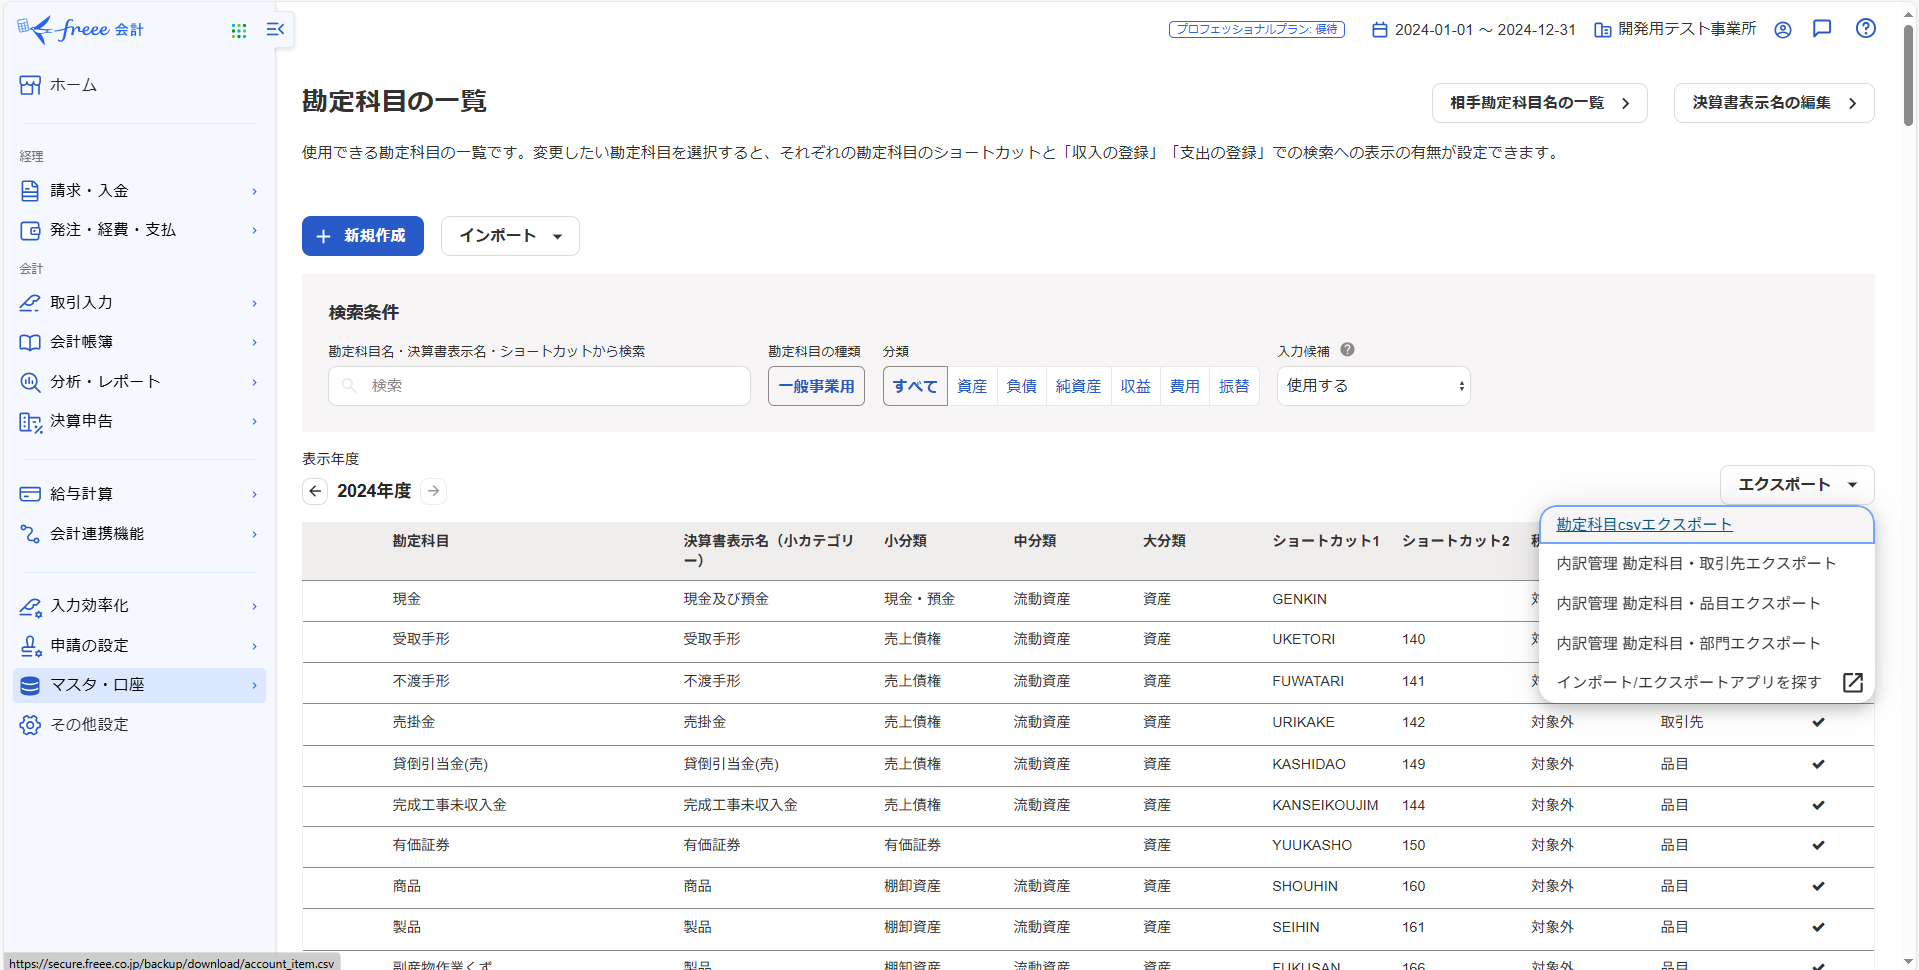 freee 会計
プロフェッショナルプラン: 優待
2024-01-01 ～ 2024-12-31
開発用テスト事業所
ホーム
経理
請求・入金
発注・経費・支払
会計
取引入力
会計帳簿
分析・レポート
決算申告
給与計算
会計連携機能
入力効率化
申請の設定
マスタ・口座
その他設定
勘定科目の一覧
相手勘定科目名の一覧
決算書表示名の編集
使用できる勘定科目の一覧です。変更したい勘定科目を選択すると、それぞれの勘定科目のショートカットと「収入の登録」「支出の登録」での検索への表示の有無が設定できます。
＋ 新規作成
インポート
検索条件
勘定科目名・決算書表示名・ショートカットから検索
勘定科目の種類
分類
入力候補
検索
一般事業用
すべて 資産 負債 純資産 収益 費用 振替
使用する
表示年度
2024年度
エクスポート
勘定科目csvエクスポート
内訳管理 勘定科目・取引先エクスポート
内訳管理 勘定科目・品目エクスポート
内訳管理 勘定科目・部門エクスポート
インポート/エクスポートアプリを探す
勘定科目 決算書表示名（小カテゴリー） 小分類 中分類 大分類 ショートカット1 ショートカット2
現金 現金及び預金 現金・預金 流動資産 資産 GENKIN
受取手形 受取手形 売上債権 流動資産 資産 UKETORI 140
不渡手形 不渡手形 売上債権 流動資産 資産 FUWATARI 141
売掛金 売掛金 売上債権 流動資産 資産 URIKAKE 142 対象外 取引先
貸倒引当金(売) 貸倒引当金(売) 売上債権 流動資産 資産 KASHIDAO 149 対象外 品目
完成工事未収入金 完成工事未収入金 売上債権 流動資産 資産 KANSEIKOUJIM 144 対象外 品目
有価証券 有価証券 有価証券 資産 YUUKASHO 150 対象外 品目
商品 商品 棚卸資産 流動資産 資産 SHOUHIN 160 対象外 品目
製品 製品 棚卸資産 流動資産 資産 SEIHIN 161 対象外 品目
副産物作業くず 製品 棚卸資産 流動資産 資産 FUKUSAN 166 対象外 品目
https://secure.freee.co.jp/backup/download/account_item.csv